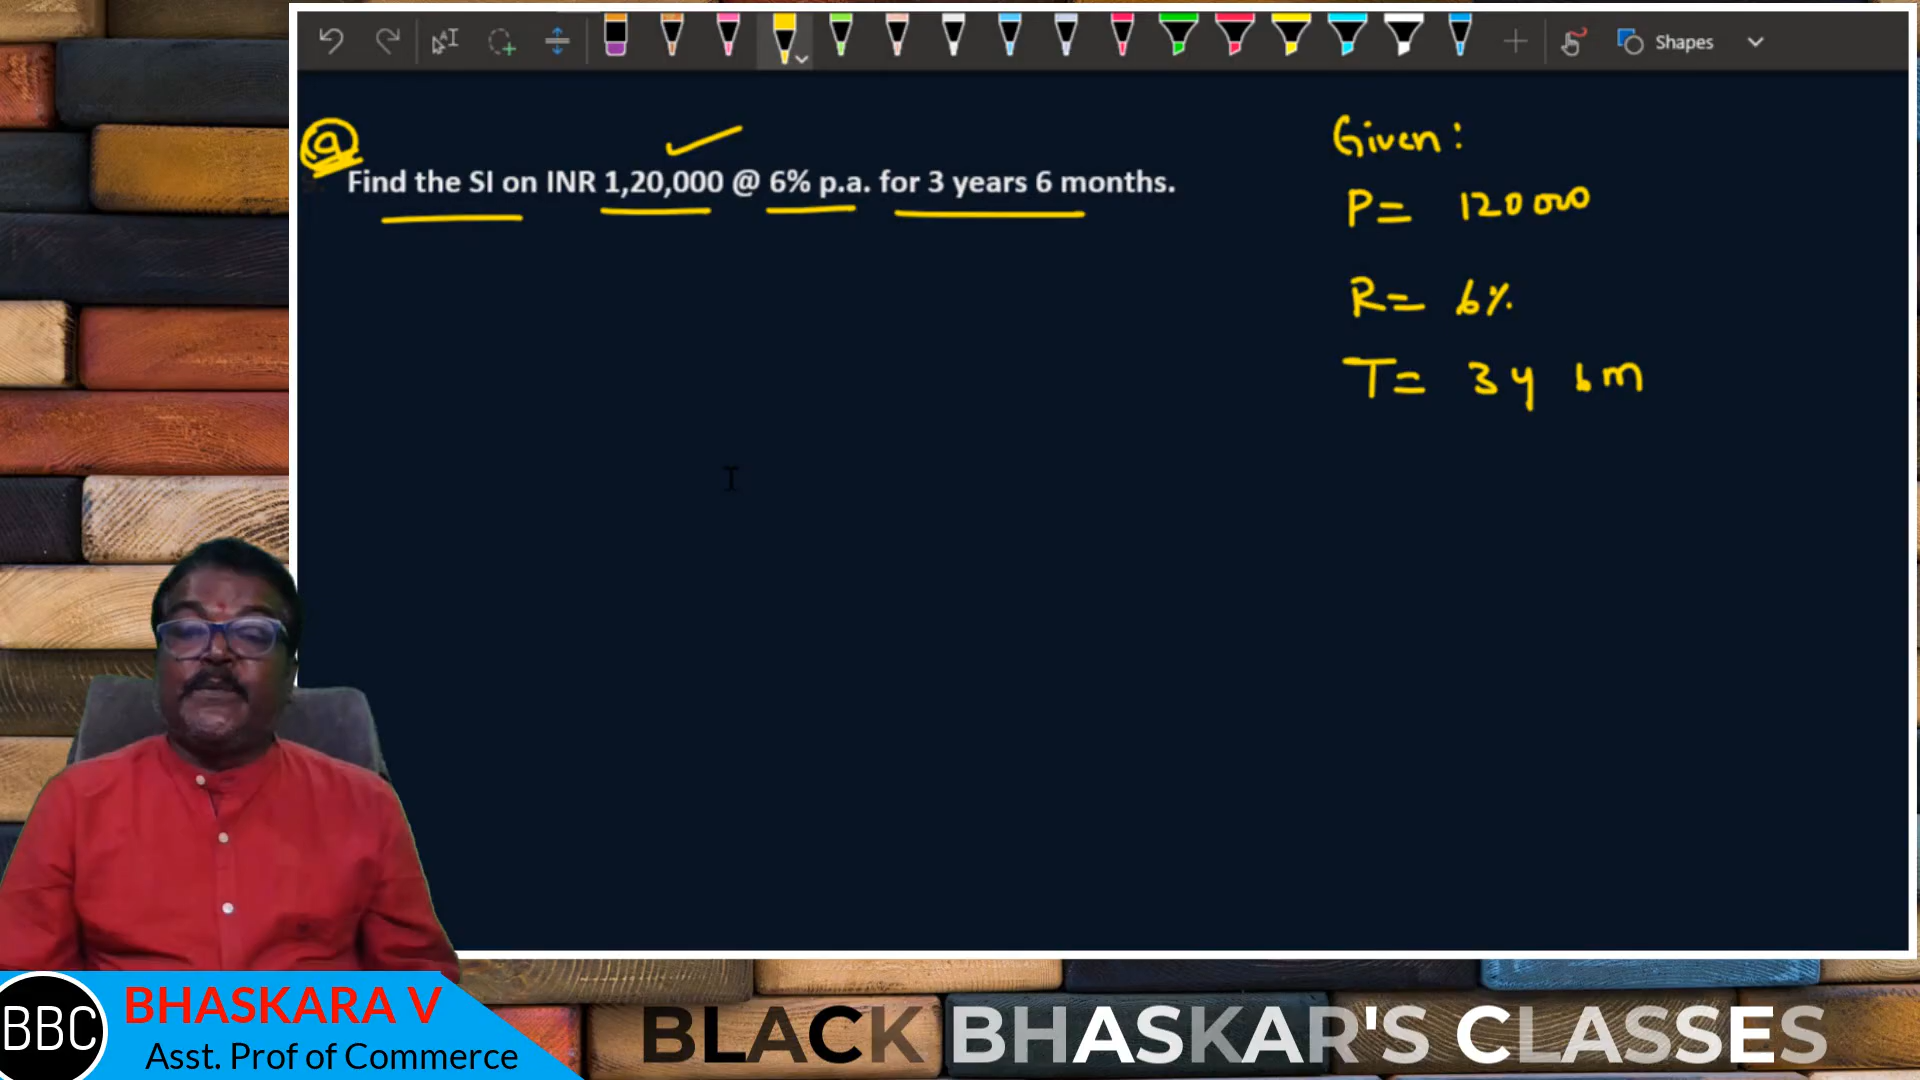 Shapes
9
Find the SI on INR 1,20,000 @ 6% p.a. for 3 years 6 months.
Given:
P= 120000
R= 6%
T= 3y 6m
BBC
BHASKARA V
Asst. Prof of Commerce
BLACK BHASKAR'S CLASSES